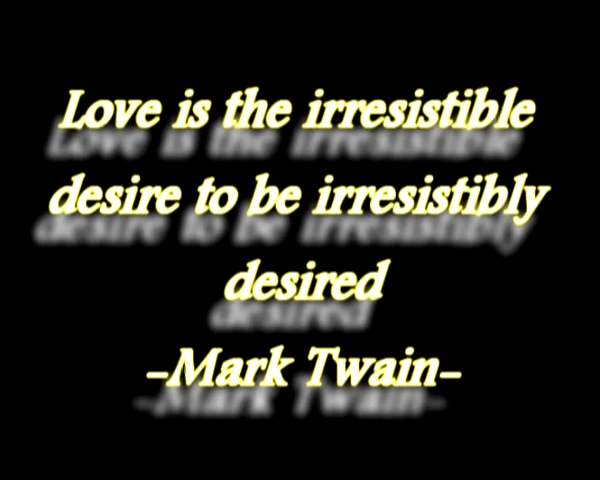 Love is the irresistible
desire to be irresistibly
desired
-Mark Twain-